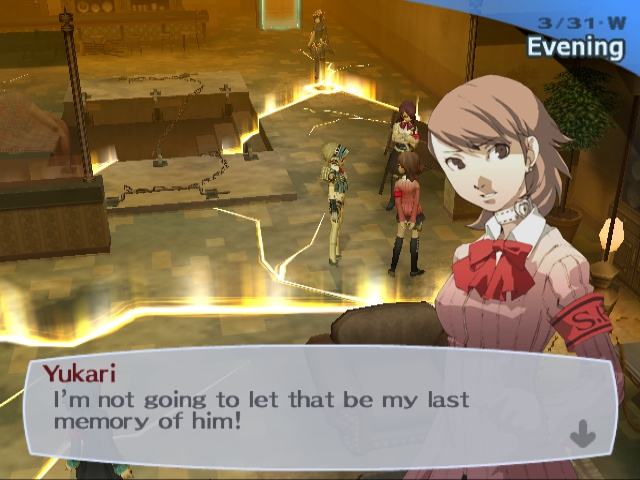 3/31·W
Evening
Yukari
I'm not going to let that be my last
memory of him!